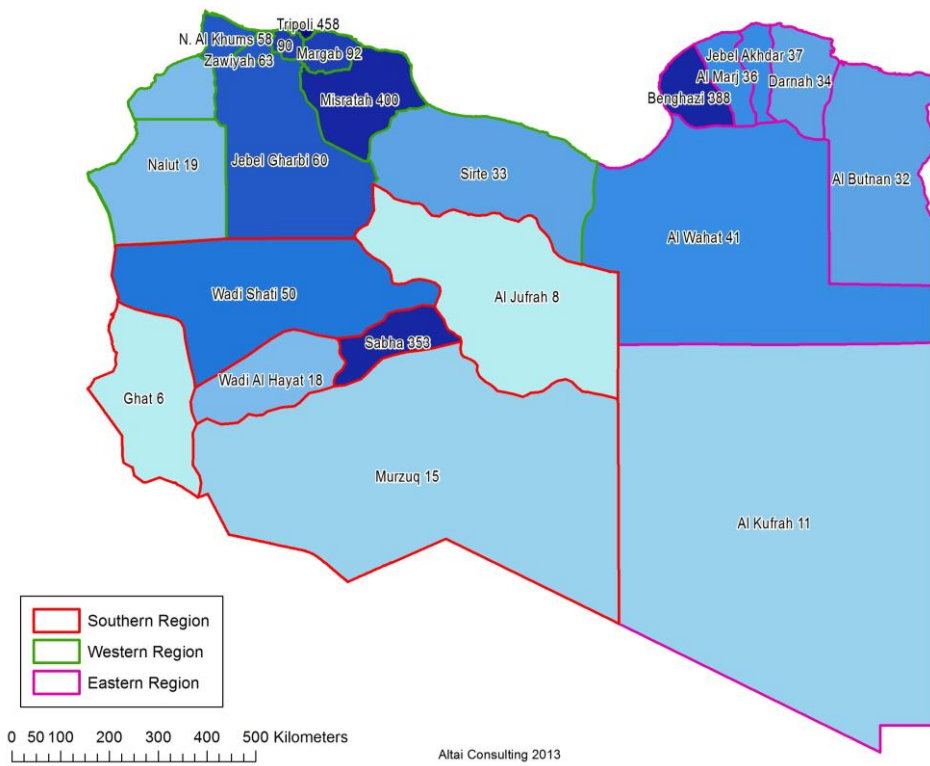 Tripoli 458
N. Al Khums 58
90
Margab 92
Zawiyah 63
Misratah 400
Jebel Akhdar 37
Al Marj 36
Darnah 34
Benghazi 388
Nalut 19
Jebel Gharbi 60
Sirte 33
Al Butnan 32
Al Wahat 41
Wadi Shati 50
Al Jufrah 8
Sabha 353
Wadi Al Hayat 18
Ghat 6
Murzuq 15
Al Kufrah 11
Southern Region
Western Region
Eastern Region
0 50 100 200 300 400 500 Kilometers
Altai Consulting 2013